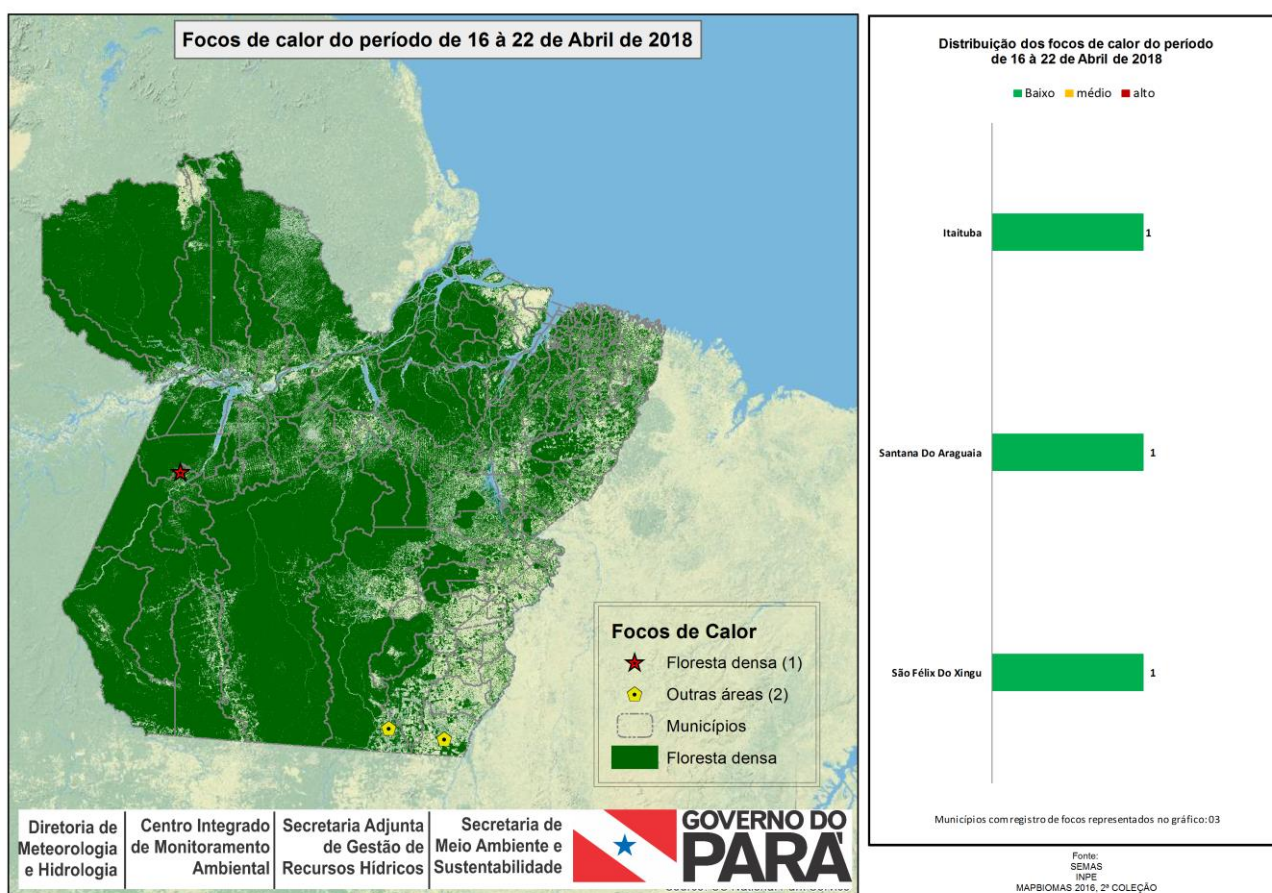 Focos de calor do período de 16 à 22 de Abril de 2018
Focos de Calor
Floresta densa (1)
Outras áreas (2)
Municípios
Floresta densa
Diretoria de
Meteorologia
e Hidrologia
Centro Integrado
de Monitoramento
Ambiental
Secretaria Adjunta
de Gestão de
Recursos Hídricos
Secretaria de
Meio Ambiente e
Sustentabilidade
GOVERNO DO
PARÁ
Distribuição dos focos de calor do período
de 16 à 22 de Abril de 2018
Baixo médio alto
Itaituba 1
Santana Do Araguaia 1
São Félix Do Xingu 1
Municípios com registro de focos representados no gráfico: 03
Fonte:
SEMAS
INPE
MAPBIOMAS 2016, 2ª COLEÇÃO